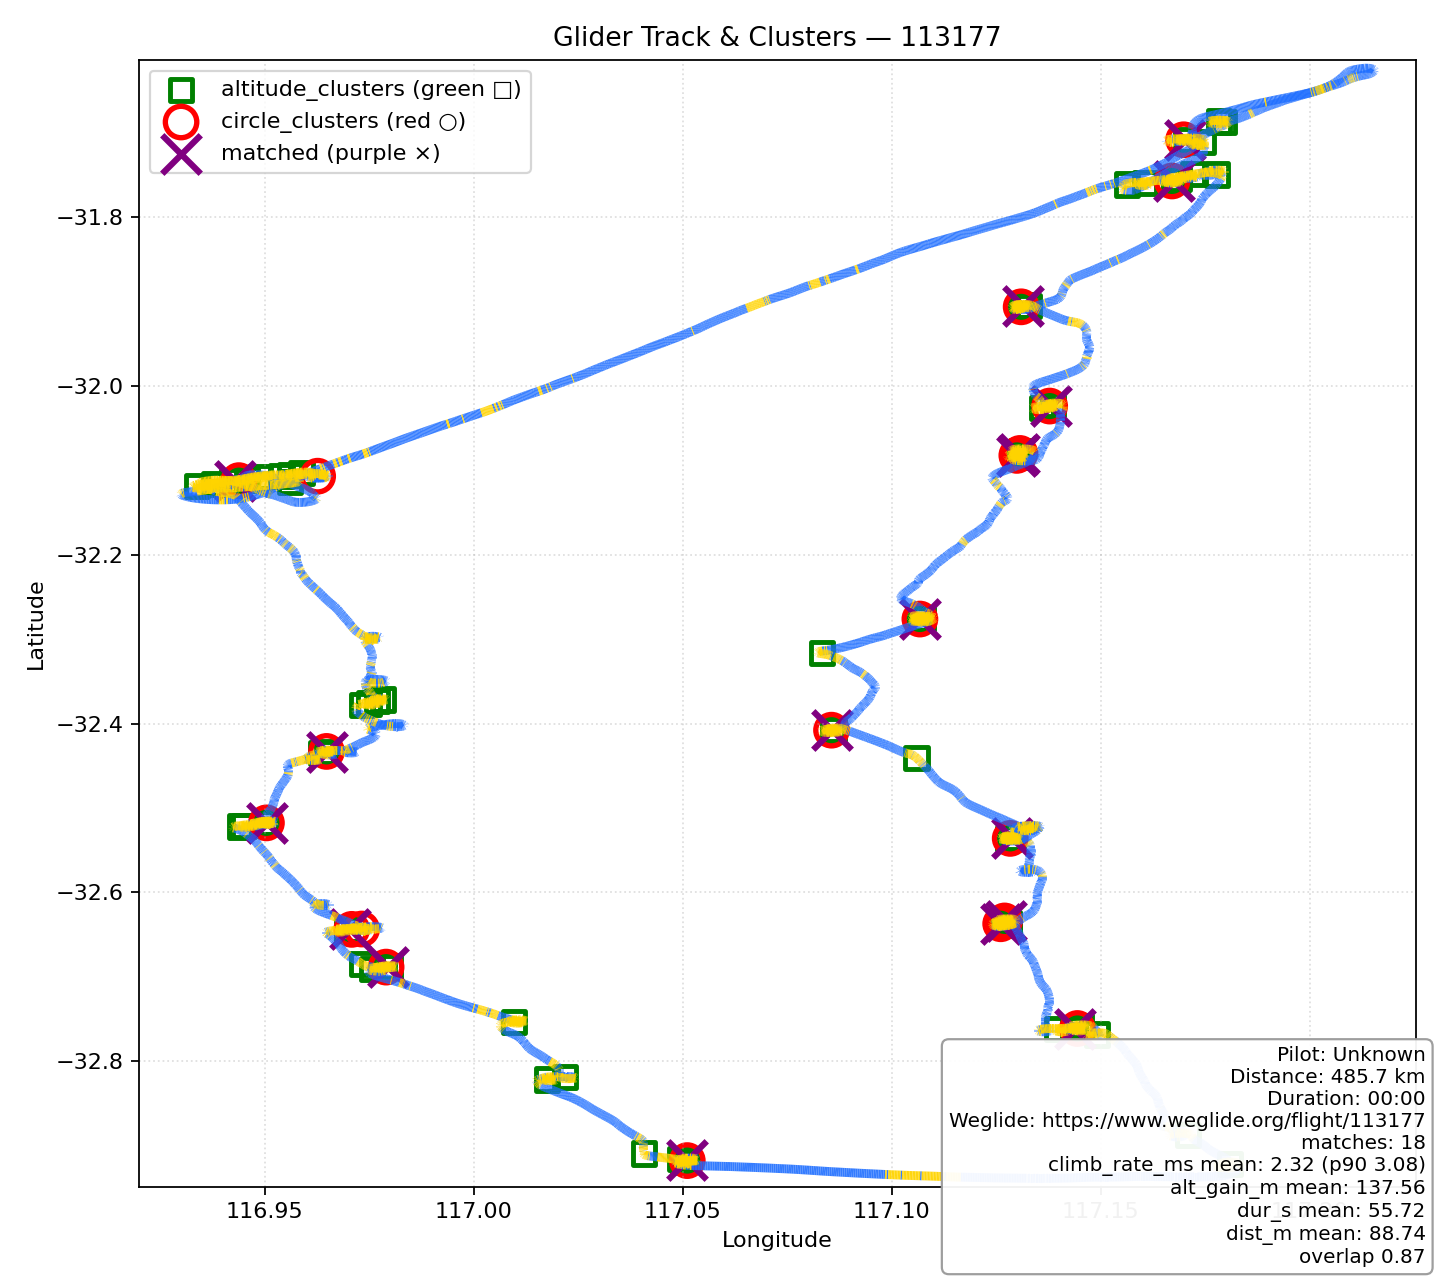 Glider Track & Clusters — 113177
altitude_clusters (green □)
circle_clusters (red ○)
matched (purple ×)
−31.8
−32.0
−32.2
−32.4
−32.6
−32.8
Latitude
116.95
117.00
117.05
117.10
117.15
Longitude
Pilot: Unknown
Distance: 485.7 km
Duration: 00:00
Weglide: https://www.weglide.org/flight/113177
matches: 18
climb_rate_ms mean: 2.32 (p90 3.08)
alt_gain_m mean: 137.56
dur_s mean: 55.72
dist_m mean: 88.74
overlap 0.87